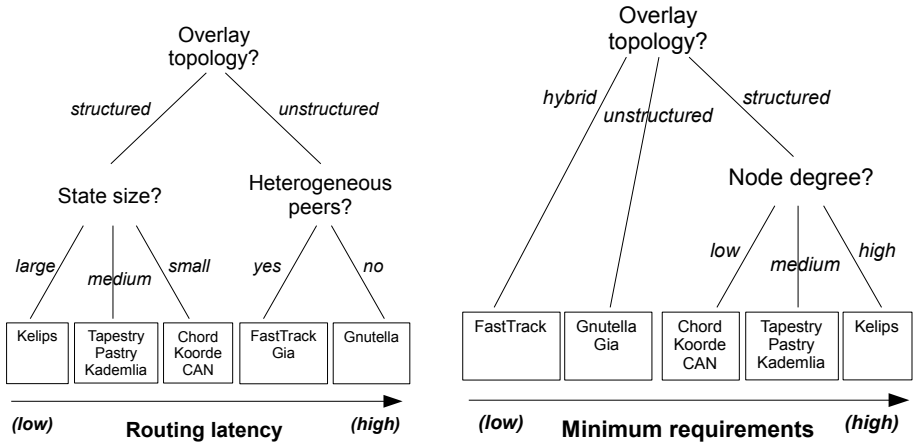 Overlay
topology?
structured
unstructured
State size?
Heterogeneous
peers?
large
medium
small
yes
no
Kelips
Tapestry
Pastry
Kademlia
Chord
Koorde
CAN
FastTrack
Gia
Gnutella
(low)
Routing latency
(high)
Overlay
topology?
hybrid
unstructured
structured
Node degree?
low
medium
high
FastTrack
Gnutella
Gia
Chord
Koorde
CAN
Tapestry
Pastry
Kademlia
Kelips
(low)
Minimum requirements
(high)